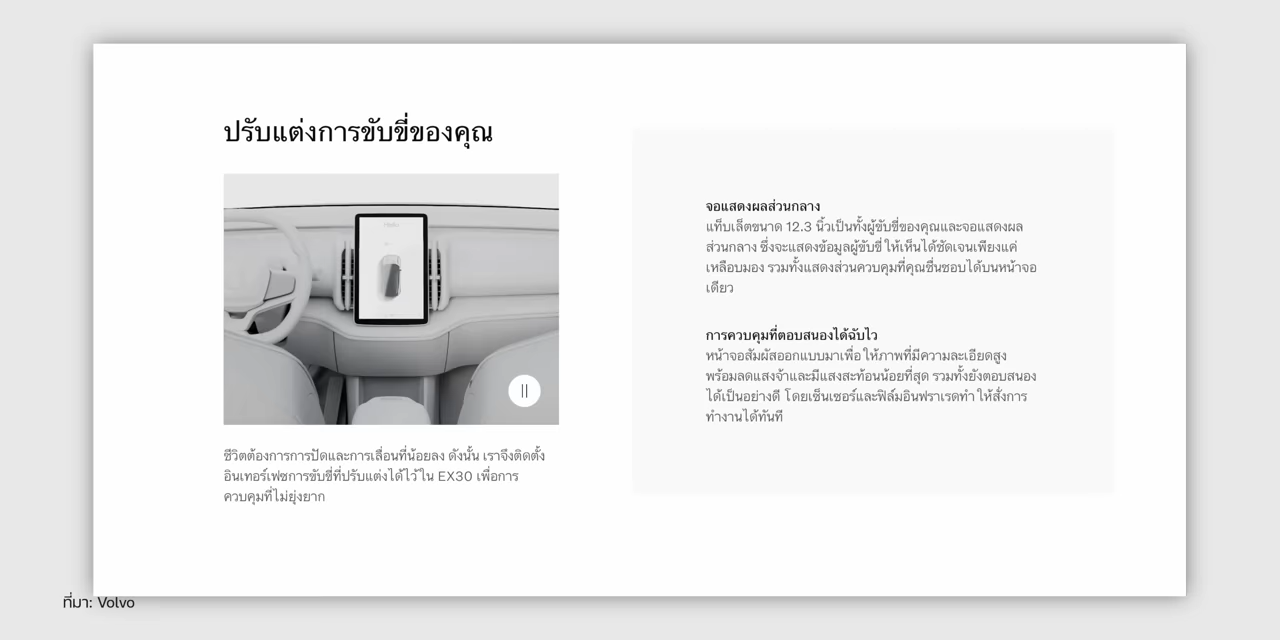 ปรับแต่งการขับขี่ของคุณ
ชีวิตต้องการการปัดและการเลื่อนที่น้อยลง ดังนั้น เราจึงติดตั้ง
อินเทอร์เฟซการขับขี่ที่ปรับแต่งได้ไว้ใน EX30 เพื่อการ
ควบคุมที่ไม่ยุ่งยาก
จอแสดงผลส่วนกลาง
แท็บเล็ตขนาด 12.3 นิ้วเป็นทั้งผู้ขับขี่ของคุณและจอแสดงผล
ส่วนกลาง ซึ่งจะแสดงข้อมูลผู้ขับขี่ ให้เห็นได้ชัดเจนเพียงแค่
เหลือบมอง รวมทั้งแสดงส่วนควบคุมที่คุณชื่นชอบได้บนหน้าจอ
เดียว
การควบคุมที่ตอบสนองได้ฉับไว
หน้าจอสัมผัสออกแบบมาเพื่อ ให้ภาพที่มีความละเอียดสูง
พร้อมลดแสงจ้าและมีแสงสะท้อนน้อยที่สุด รวมทั้งยังตอบสนอง
ได้เป็นอย่างดี โดยเซ็นเซอร์และฟิล์มอินฟราเรดทำ ให้สั่งการ
ทำงานได้ทันที
ที่มา: Volvo